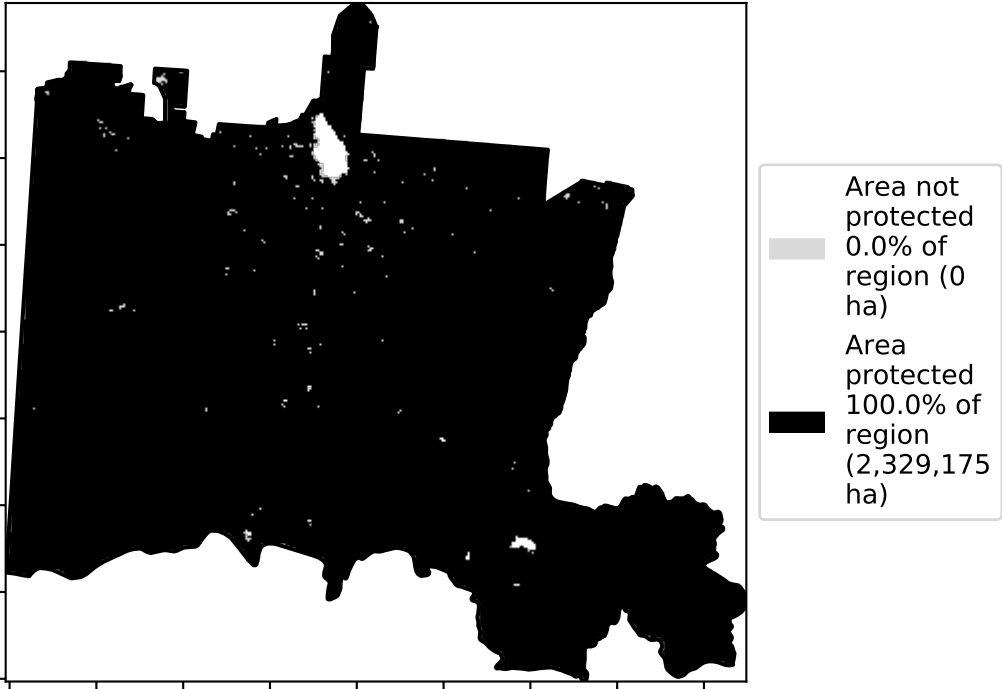 Area not
protected
0.0% of
region (0
ha)
Area
protected
100.0% of
region
(2,329,175
ha)